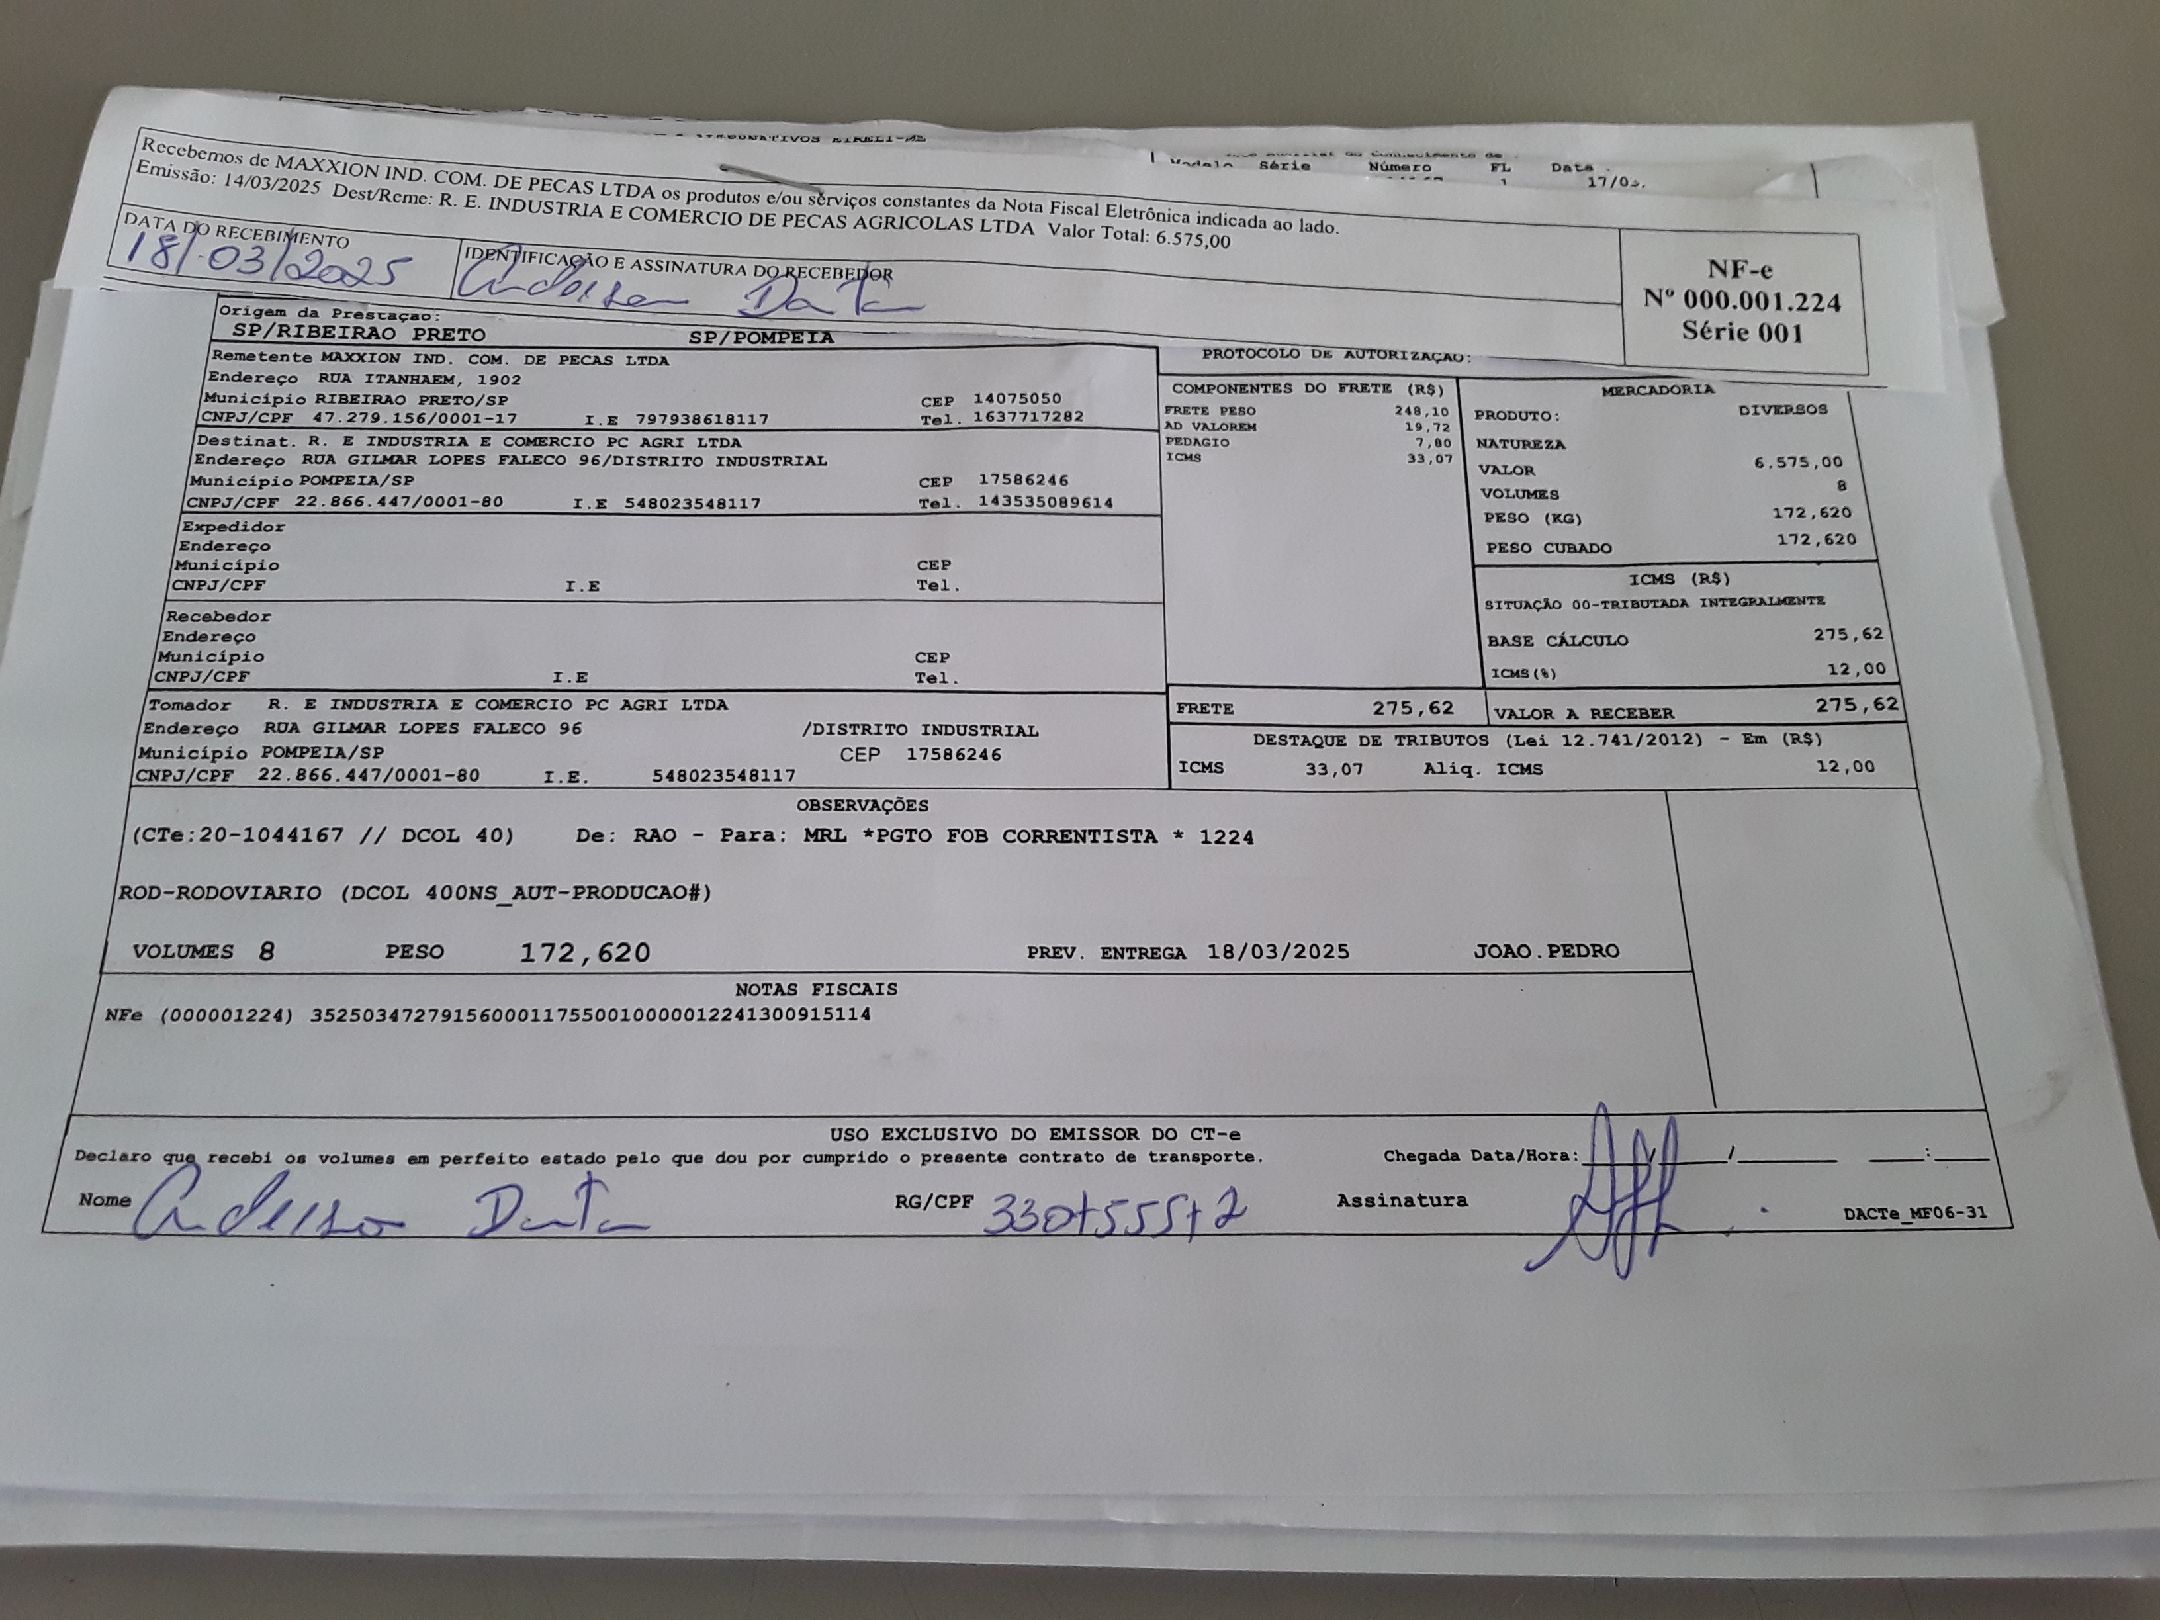 Recebemos de MAXXION IND. COM. DE PECAS LTDA os produtos e/ou serviços constantes da Nota Fiscal Eletrônica indicada ao lado.
Emissão: 14/03/2025 Dest/Reme: R. E. INDUSTRIA E COMERCIO DE PECAS AGRICOLAS LTDA Valor Total: 6.575,00
Série Número FL Data
1 17/03
DATA DO RECEBIMENTO IDENTIFICAÇÃO E ASSINATURA DO RECEBEDOR
18/03/2025
NF-e
Nº 000.001.224
Série 001
Origem da Prestação:
SP/RIBEIRAO PRETO SP/POMPEIA
Remetente MAXXION IND. COM. DE PECAS LTDA
Endereço RUA ITANHAEM, 1902
Município RIBEIRAO PRETO/SP CEP 14075050
CNPJ/CPF 47.279.156/0001-17 I.E 797938618117 Tel. 1637717282
Destinat. R. E INDUSTRIA E COMERCIO PC AGRI LTDA
Endereço RUA GILMAR LOPES FALECO 96/DISTRITO INDUSTRIAL
Município POMPEIA/SP CEP 17586246
CNPJ/CPF 22.866.447/0001-80 I.E 548023548117 Tel. 143535089614
Expedidor
Endereço
Município CEP
CNPJ/CPF I.E Tel.
Recebedor
Endereço
Município CEP
CNPJ/CPF I.E Tel.
Tomador R. E INDUSTRIA E COMERCIO PC AGRI LTDA
Endereço RUA GILMAR LOPES FALECO 96 /DISTRITO INDUSTRIAL
Município POMPEIA/SP CEP 17586246
CNPJ/CPF 22.866.447/0001-80 I.E. 548023548117
PROTOCOLO DE AUTORIZAÇAO:
COMPONENTES DO FRETE (R$)
FRETE PESO 248,10
AD VALOREM 19,72
PEDAGIO 7,80
ICMS 33,07
MERCADORIA
PRODUTO: DIVERSOS
NATUREZA
VALOR 6.575,00
VOLUMES 8
PESO (KG) 172,620
PESO CUBADO 172,620
ICMS (R$)
SITUAÇÃO 00-TRIBUTADA INTEGRALMENTE
BASE CÁLCULO 275,62
ICMS(%) 12,00
FRETE 275,62 VALOR A RECEBER 275,62
DESTAQUE DE TRIBUTOS (Lei 12.741/2012) - Em (R$)
ICMS 33,07 Aliq. ICMS 12,00
OBSERVAÇÕES
(CTe:20-1044167 // DCOL 40) De: RAO - Para: MRL *PGTO FOB CORRENTISTA * 1224
ROD-RODOVIARIO (DCOL 400NS_AUT-PRODUCAO#)
VOLUMES 8 PESO 172,620 PREV. ENTREGA 18/03/2025 JOAO.PEDRO
NOTAS FISCAIS
NFe (000001224) 35250347279156000117550010000012241300915114
USO EXCLUSIVO DO EMISSOR DO CT-e
Declaro que recebi os volumes em perfeito estado pelo que dou por cumprido o presente contrato de transporte. Chegada Data/Hora: / / :
Nome RG/CPF Assinatura
DACTe_MF06-31